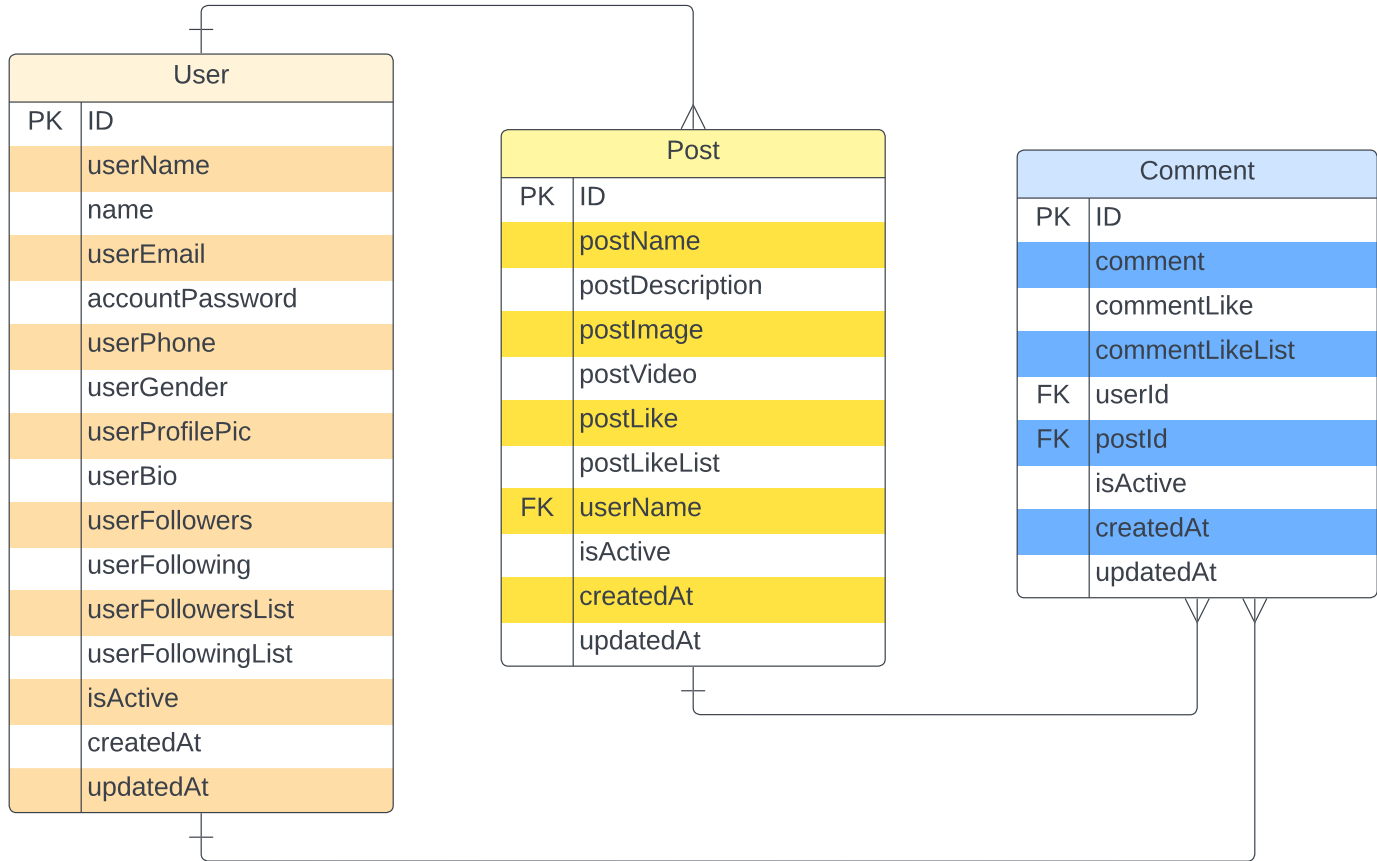 User
PK ID
userName
name
userEmail
accountPassword
userPhone
userGender
userProfilePic
userBio
userFollowers
userFollowing
userFollowersList
userFollowingList
isActive
createdAt
updatedAt
Post
PK ID
postName
postDescription
postImage
postVideo
postLike
postLikeList
FK userName
isActive
createdAt
updatedAt
Comment
PK ID
comment
commentLike
commentLikeList
FK userId
FK postId
isActive
createdAt
updatedAt